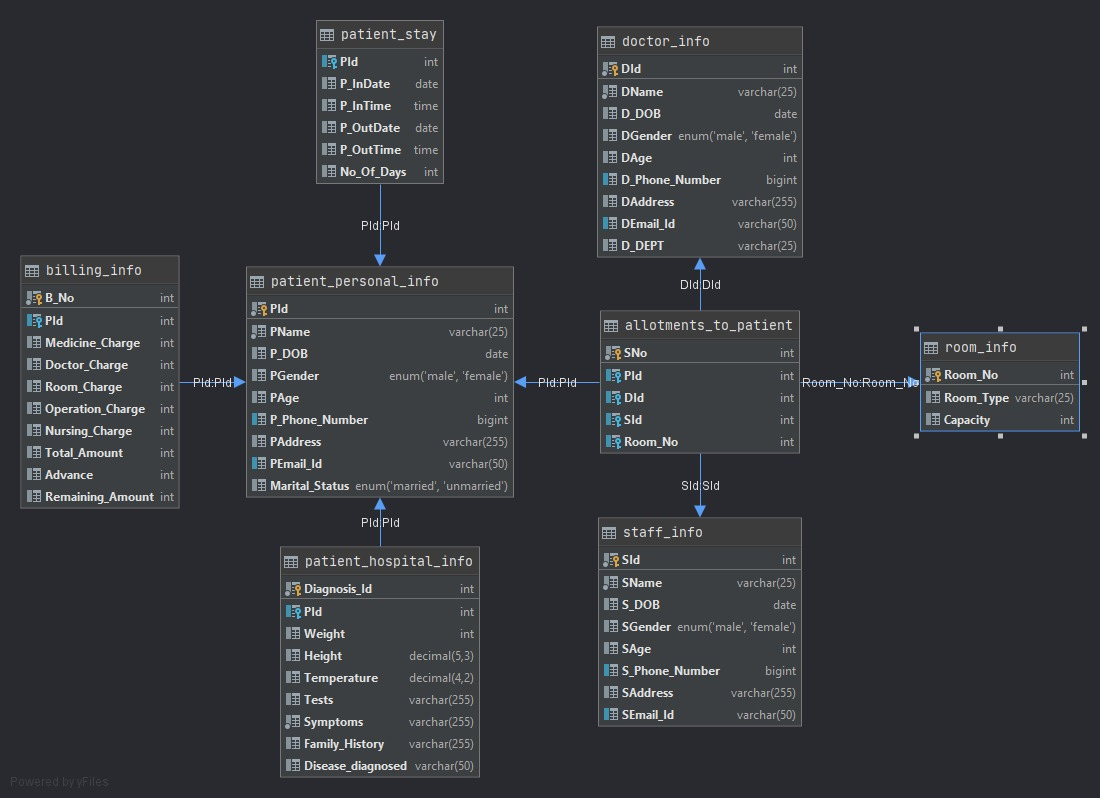 patient_stay
PId int
P_InDate date
P_InTime time
P_OutDate date
P_OutTime time
No_Of_Days int
PId:PId
doctor_info
DId int
DName varchar(25)
D_DOB date
DGender enum('male', 'female')
DAge int
D_Phone_Number bigint
DAddress varchar(255)
DEmail_Id varchar(50)
D_DEPT varchar(25)
DId:DId
billing_info
B_No int
PId int
Medicine_Charge int
Doctor_Charge int
Room_Charge int
Operation_Charge int
Nursing_Charge int
Total_Amount int
Advance int
Remaining_Amount int
PId:PId
patient_personal_info
PId int
PName varchar(25)
P_DOB date
PGender enum('male', 'female')
PAge int
P_Phone_Number bigint
PAddress varchar(255)
PEmail_Id varchar(50)
Marital_Status enum('married', 'unmarried')
PId:PId
allotments_to_patient
SNo int
PId int
DId int
SId int
Room_No int
Room_No:Room_No
room_info
Room_No int
Room_Type varchar(25)
Capacity int
SId:SId
PId:PId
patient_hospital_info
Diagnosis_Id int
PId int
Weight int
Height decimal(5,3)
Temperature decimal(4,2)
Tests varchar(255)
Symptoms varchar(255)
Family_History varchar(255)
Disease_diagnosed varchar(50)
staff_info
SId int
SName varchar(25)
S_DOB date
SGender enum('male', 'female')
SAge int
S_Phone_Number bigint
SAddress varchar(255)
SEmail_Id varchar(50)
Powered by yFiles